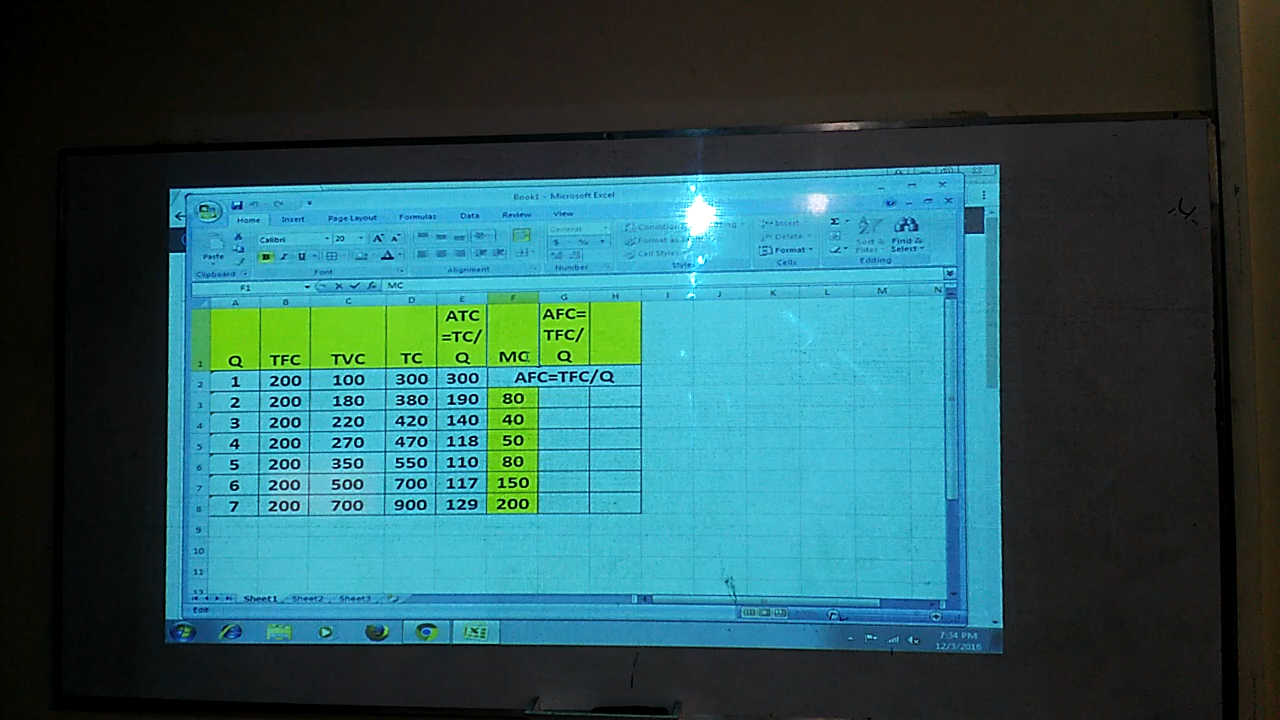 Book1 - Microsoft Excel
Home Insert Page Layout Formulas Data Review View
Calibri 20 General Insert
Delete
Paste Format Sort & Find &
Filter Select
Clipboard Font Alignment Number Styles Cells Editing
F1 MC
A B C D E F G H I J K L M N
1 Q TFC TVC TC ATC =TC/ Q MC AFC= TFC/ Q
2 1 200 100 300 300 AFC=TFC/Q
3 2 200 180 380 190 80
4 3 200 220 420 140 40
5 4 200 270 470 118 50
6 5 200 350 550 110 80
7 6 200 500 700 117 150
8 7 200 700 900 129 200
9
10
11
Sheet1 Sheet2 Sheet3
Edit
7:34 PM
12/3/2016